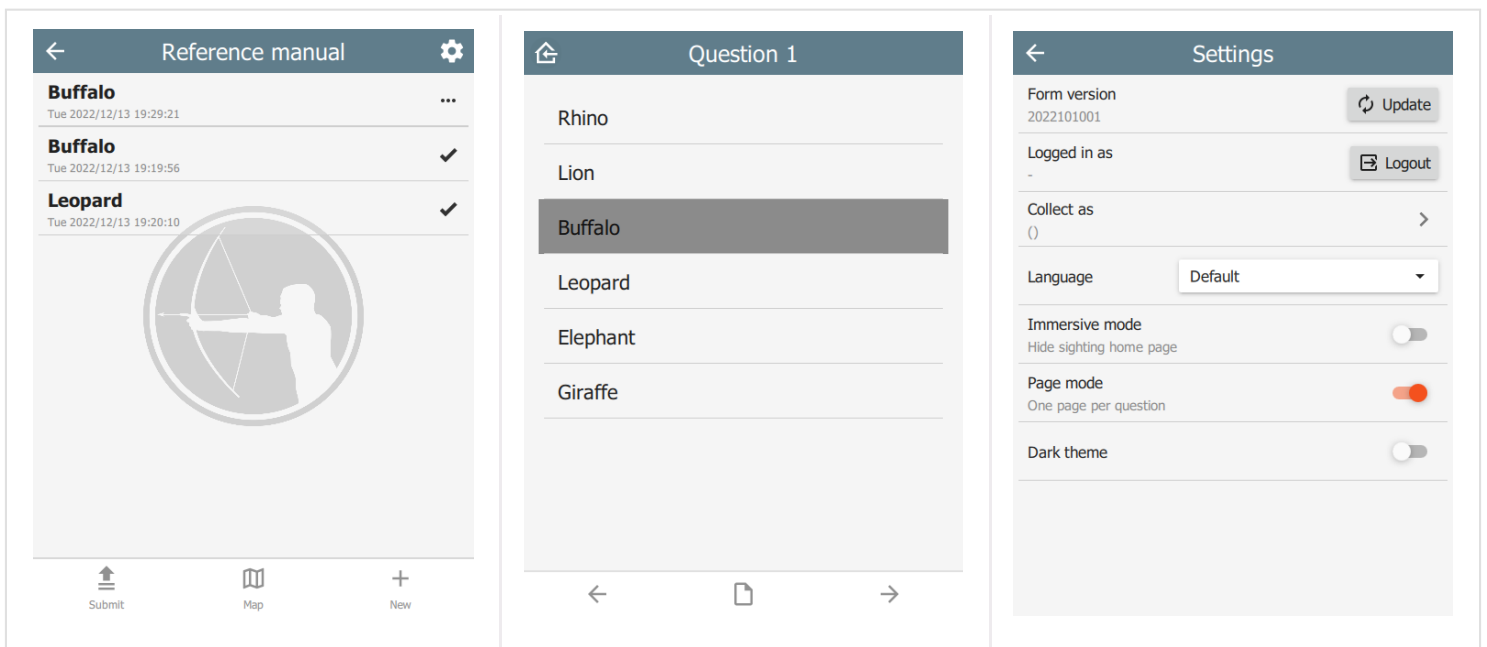 Reference manual
Buffalo
Tue 2022/12/13 19:29:21
Buffalo
Tue 2022/12/13 19:19:56
Leopard
Tue 2022/12/13 19:20:10
Submit
Map
New
Question 1
Rhino
Lion
Buffalo
Leopard
Elephant
Giraffe
Settings
Form version
2022101001
Update
Logged in as
-
Logout
Collect as
()
Language
Default
Immersive mode
Hide sighting home page
Page mode
One page per question
Dark theme